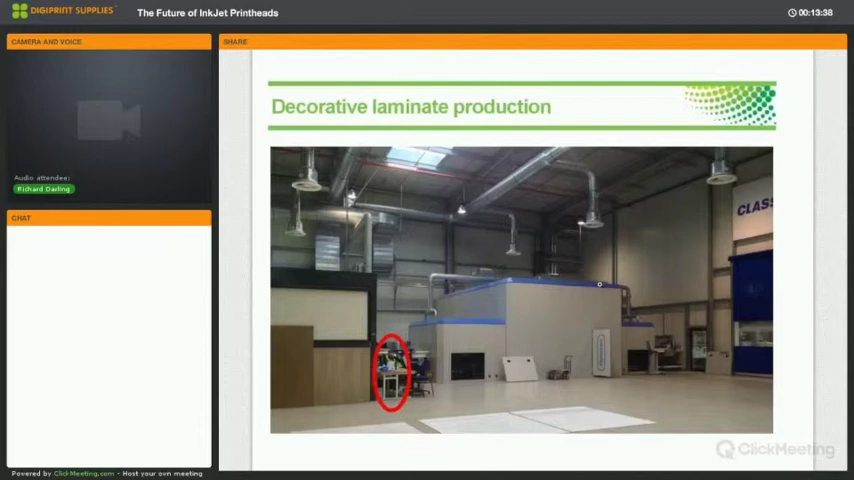 DIGIPRINT SUPPLIES
The Future of InkJet Printheads
00:13:38
CAMERA AND VOICE
SHARE
Audio attendee:
Richard Darling
CHAT
Decorative laminate production
CLASS
ClickMeeting
Powered by ClickMeeting.com - Host your own meeting